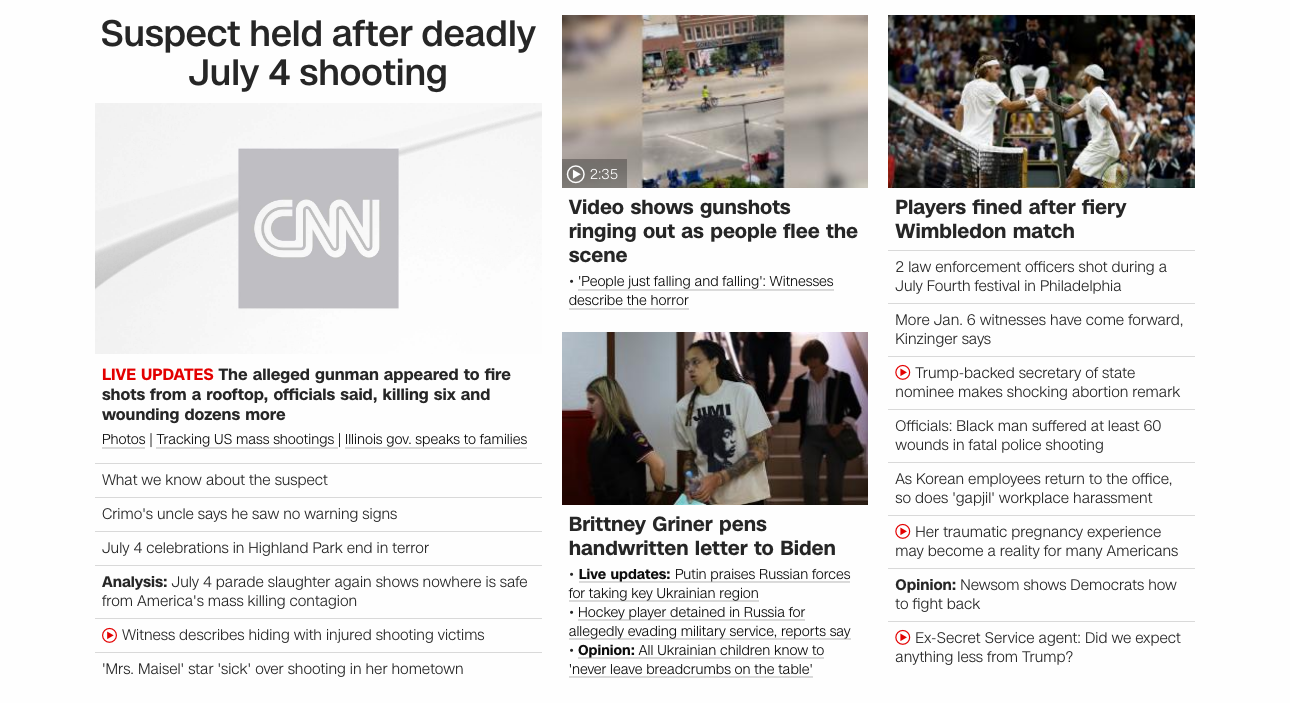 Suspect held after deadly
July 4 shooting
CNN
LIVE UPDATES The alleged gunman appeared to fire
shots from a rooftop, officials said, killing six and
wounding dozens more
Photos | Tracking US mass shootings | Illinois gov. speaks to families
What we know about the suspect
Crimo's uncle says he saw no warning signs
July 4 celebrations in Highland Park end in terror
Analysis: July 4 parade slaughter again shows nowhere is safe
from America's mass killing contagion
Witness describes hiding with injured shooting victims
'Mrs. Maisel' star 'sick' over shooting in her hometown
2:35
Video shows gunshots
ringing out as people flee the
scene
• 'People just falling and falling': Witnesses
describe the horror
JIMI
Brittney Griner pens
handwritten letter to Biden
• Live updates: Putin praises Russian forces
for taking key Ukrainian region
• Hockey player detained in Russia for
allegedly evading military service, reports say
• Opinion: All Ukrainian children know to
'never leave breadcrumbs on the table'
Players fined after fiery
Wimbledon match
2 law enforcement officers shot during a
July Fourth festival in Philadelphia
More Jan. 6 witnesses have come forward,
Kinzinger says
Trump-backed secretary of state
nominee makes shocking abortion remark
Officials: Black man suffered at least 60
wounds in fatal police shooting
As Korean employees return to the office,
so does 'gapjil' workplace harassment
Her traumatic pregnancy experience
may become a reality for many Americans
Opinion: Newsom shows Democrats how
to fight back
Ex-Secret Service agent: Did we expect
anything less from Trump?